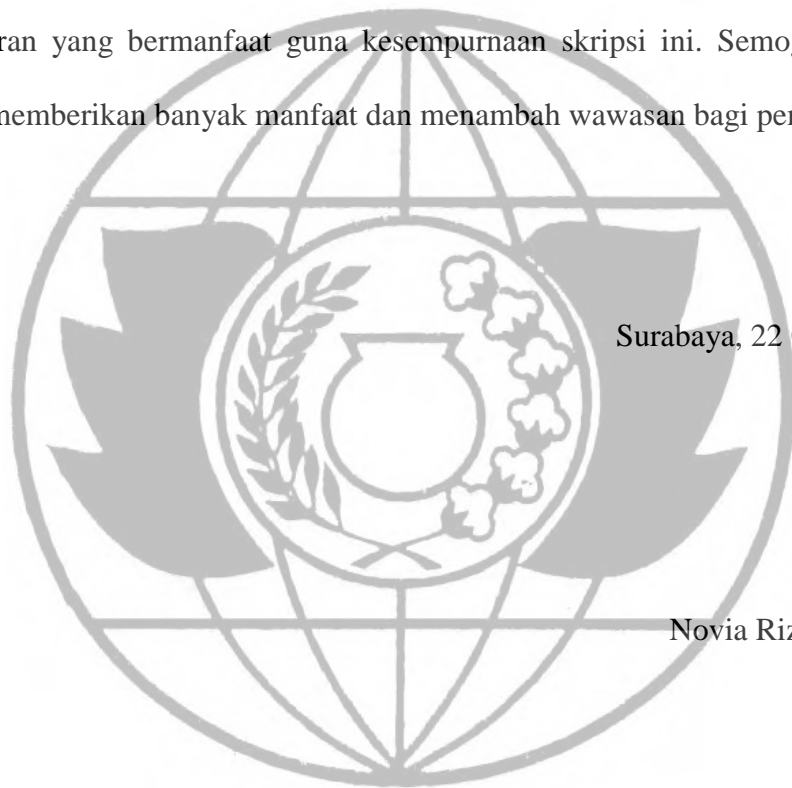 ran yang bermanfaat guna kesempurnaan skripsi ini. Semog
memberikan banyak manfaat dan menambah wawasan bagi pe
Surabaya, 22
Novia Riz